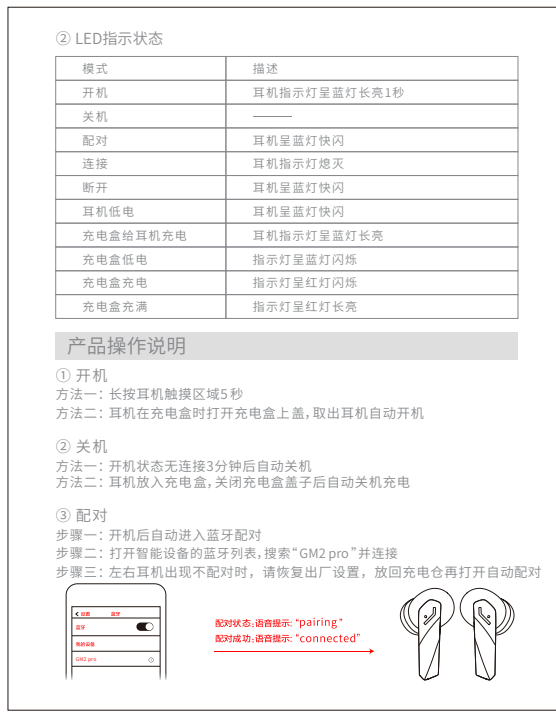 ② LED指示状态
模式 描述
开机 耳机指示灯呈蓝灯长亮1秒
关机 ———
配对 耳机呈蓝灯快闪
连接 耳机指示灯熄灭
断开 耳机呈蓝灯快闪
耳机低电 耳机呈蓝灯快闪
充电盒给耳机充电 耳机指示灯呈蓝灯长亮
充电盒低电 指示灯呈蓝灯闪烁
充电盒充电 指示灯呈红灯闪烁
充电盒充满 指示灯呈红灯长亮
产品操作说明
① 开机
方法一：长按耳机触摸区域5秒
方法二：耳机在充电盒时打开充电盒上盖，取出耳机自动开机
② 关机
方法一：开机状态无连接3分钟后自动关机
方法二：耳机放入充电盒，关闭充电盒盖子后自动关机充电
③ 配对
步骤一：开机后自动进入蓝牙配对
步骤二：打开智能设备的蓝牙列表，搜索“GM2 pro”并连接
步骤三：左右耳机出现不配对时，请恢复出厂设置，放回充电仓再打开自动配对
设置 蓝牙
蓝牙
我的设备
GM2 pro
配对状态：语音提示：“pairing”
配对成功：语音提示：“connected”